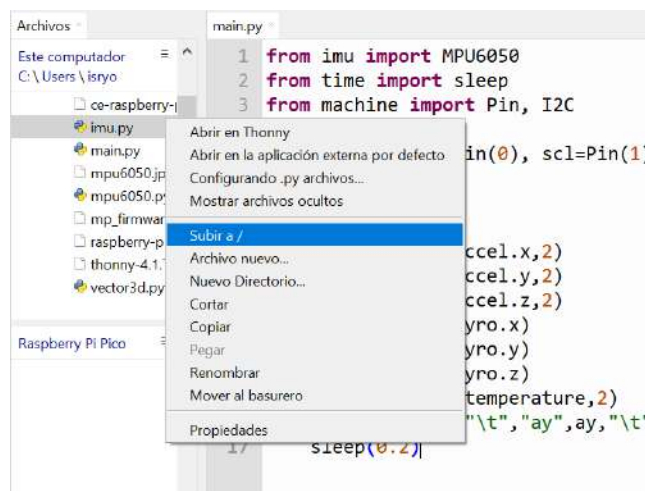 Archivos
Este computador
C:\Users\isryo
ce-raspberry-
imu.py
main.py
mpu6050.jp
mpu6050.p
mp_firmwar
raspberry-p
thonny-4.1.
vector3d.py
Raspberry Pi Pico
Abrir en Thonny
Abrir en la aplicación externa por defecto
Configurando .py archivos...
Mostrar archivos ocultos
Subir a /
Archivo nuevo...
Nuevo Directorio...
Cortar
Copiar
Pegar
Renombrar
Mover al basurero
Propiedades
main.py
1 from imu import MPU6050
2 from time import sleep
3 from machine import Pin, I2C
in(0), scl=Pin(1)
ccel.x,2)
ccel.y,2)
ccel.z,2)
yro.x)
yro.y)
yro.z)
temperature,2)
"\t","ay",ay,"\t"
17 sleep(0.2)